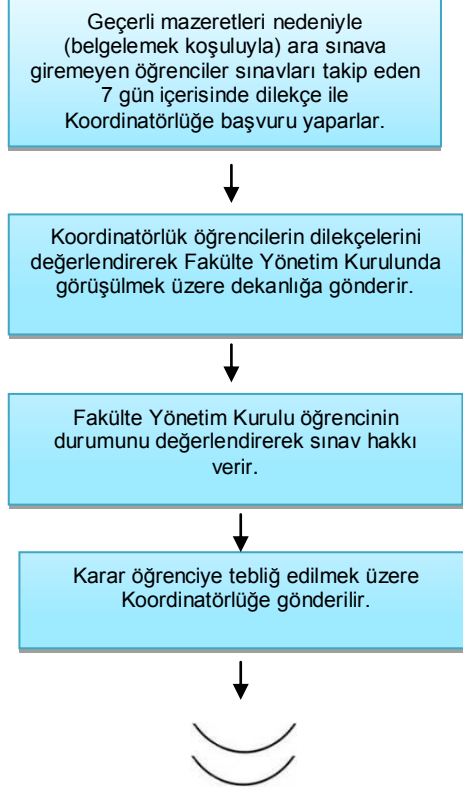 Geçerli mazeretleri nedeniyle
(belgelemek koşuluyla) ara sınava
giremeyen öğrenciler sınavları takip eden
7 gün içerisinde dilekçe ile
Koordinatörlüğe başvuru yaparlar.
Koordinatörlük öğrencilerin dilekçelerini
değerlendirerek Fakülte Yönetim Kurulunda
görüşülmek üzere dekanlığa gönderir.
Fakülte Yönetim Kurulu öğrencinin
durumunu değerlendirerek sınav hakkı
verir.
Karar öğrenciye tebliğ edilmek üzere
Koordinatörlüğe gönderilir.